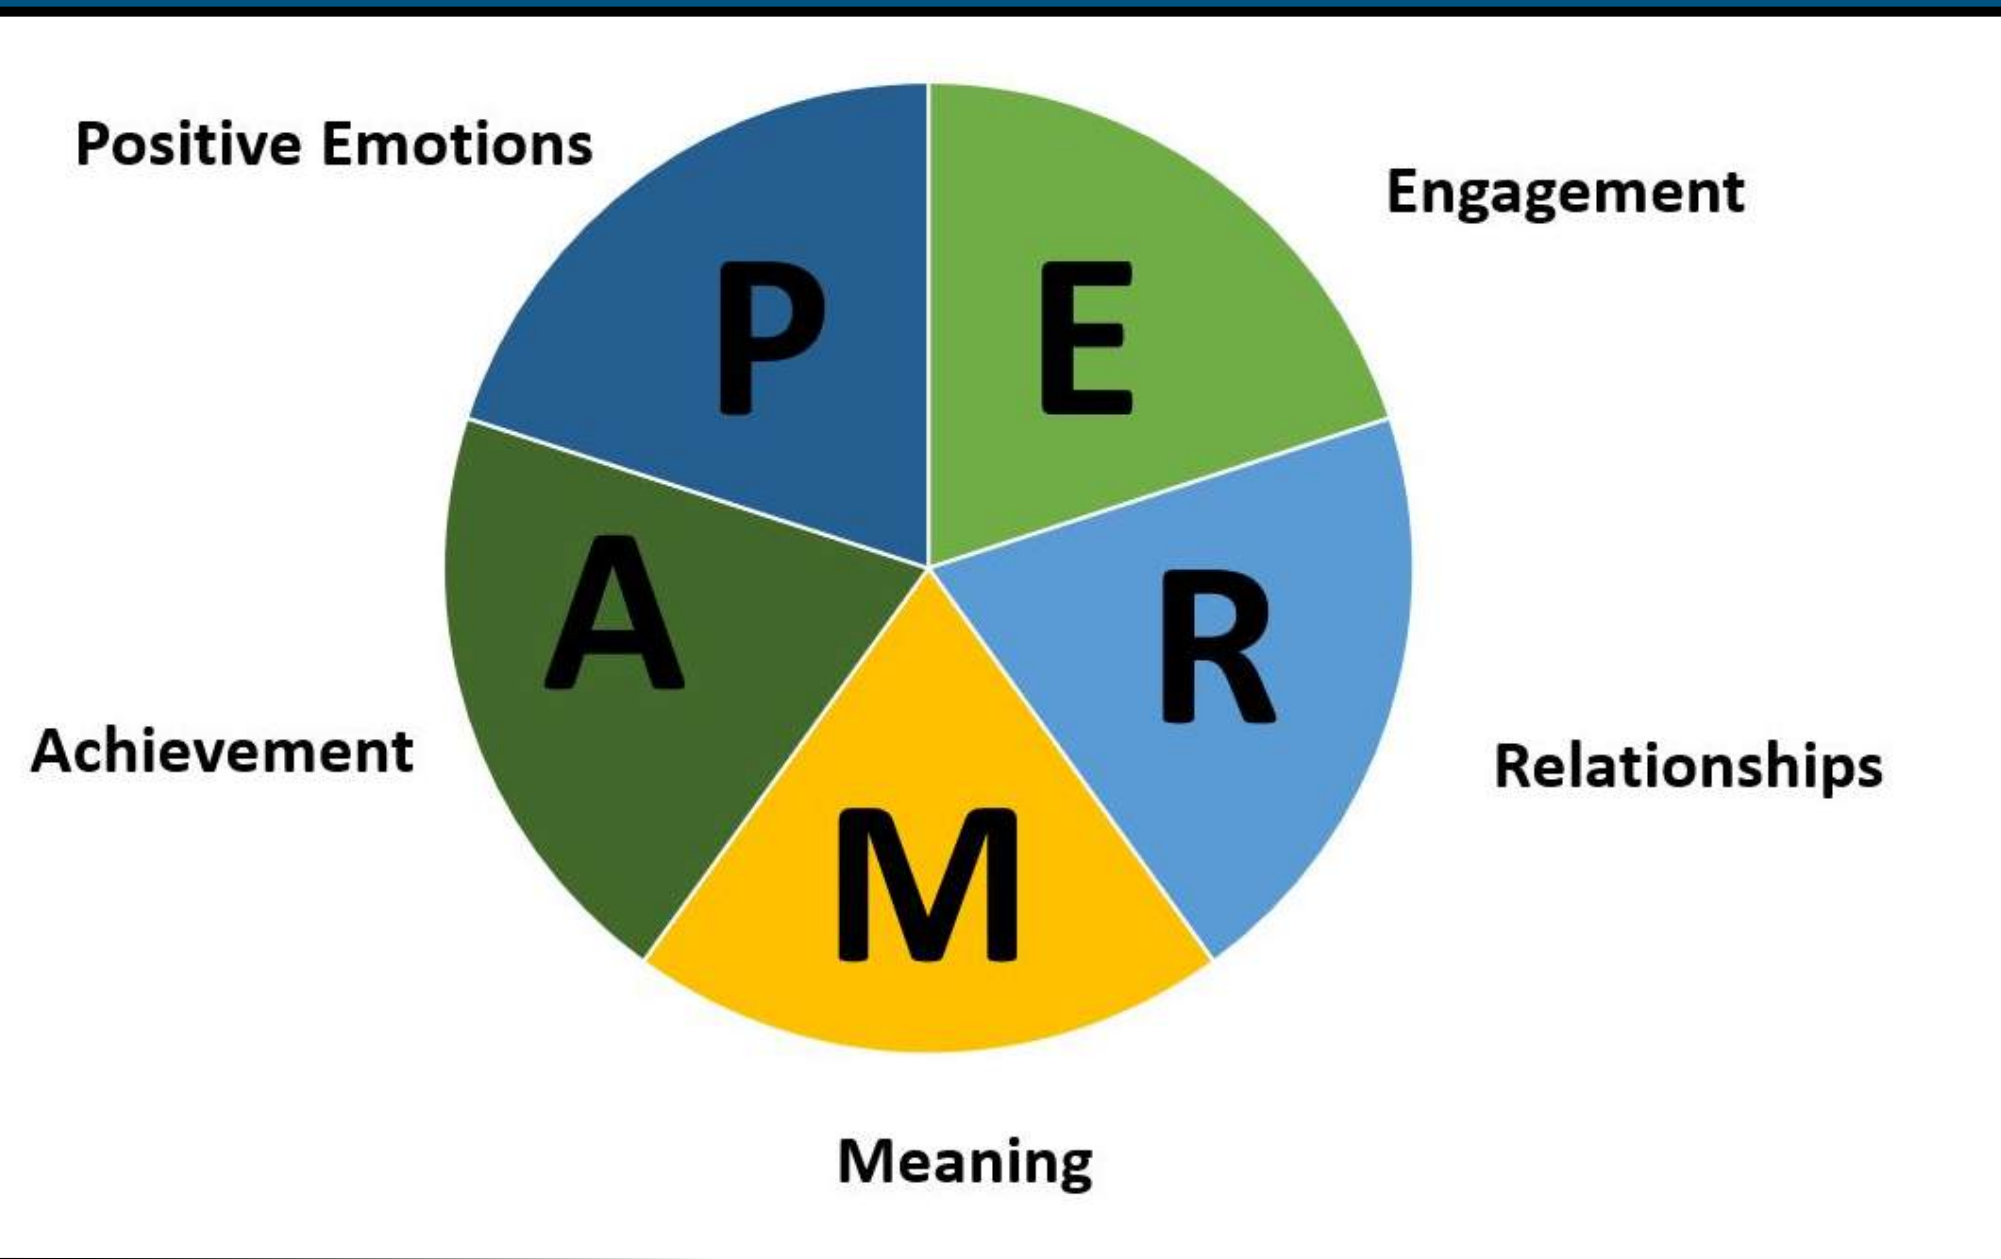 Positive Emotions
Engagement
P
E
A
R
Achievement
Relationships
M
Meaning